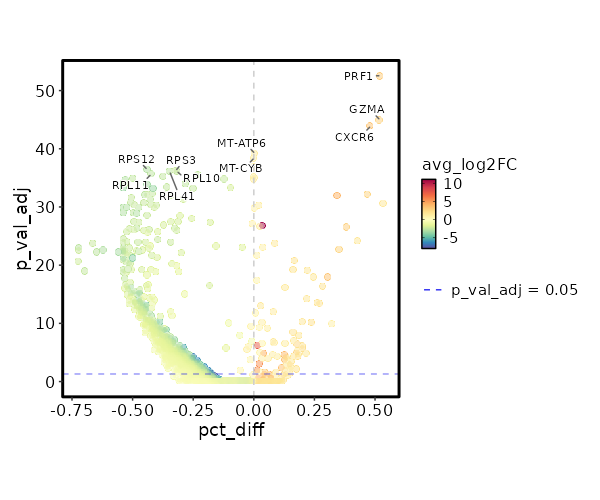 PRF1
GZMA
CXCR6
MT-ATP6
MT-CYB
RPS12
RPS3
RPL11
RPL10
RPL41
p_val_adj
50
40
30
20
10
0
-0.75
-0.50
-0.25
0.00
0.25
0.50
pct_diff
avg_log2FC
10
5
0
-5
p_val_adj = 0.05